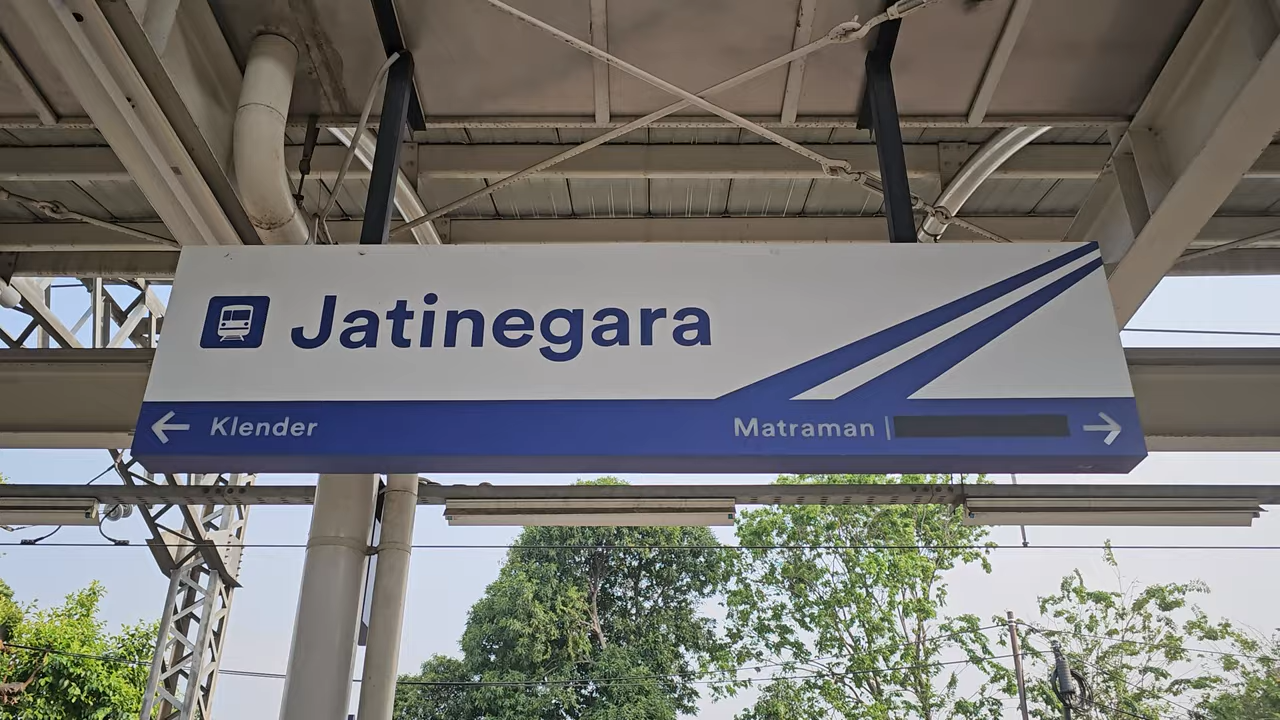 Jatinegara
← Klender
Matraman | →